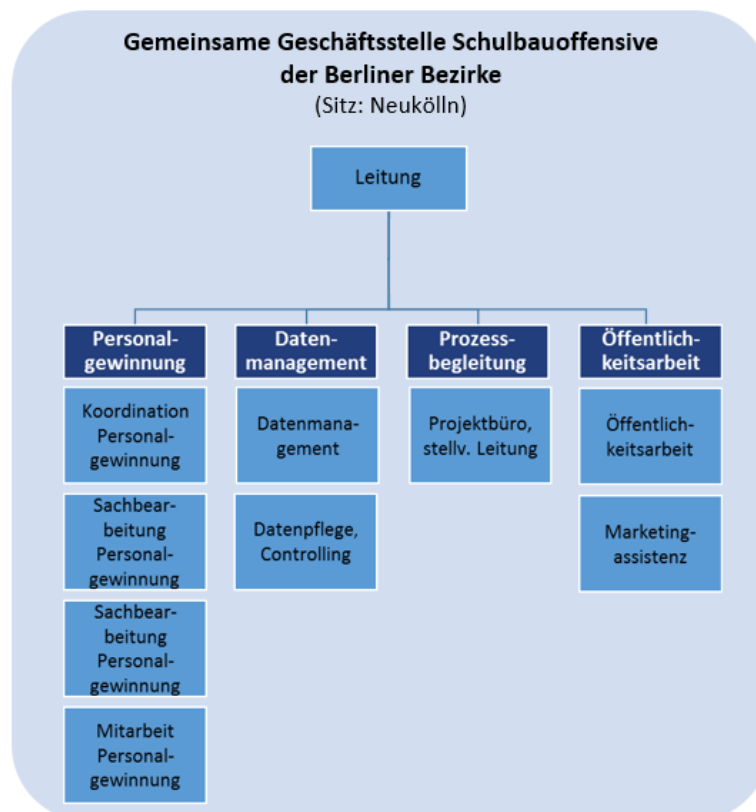 Gemeinsame Geschäftsstelle Schulbauoffensive
der Berliner Bezirke
(Sitz: Neukölln)
Leitung
Personal-
gewinnung
Koordination
Personal-
gewinnung
Sachbear-
beitung
Personal-
gewinnung
Sachbear-
beitung
Personal-
gewinnung
Mitarbeit
Personal-
gewinnung
Daten-
management
Datenmana-
gement
Datenpflege,
Controlling
Prozess-
begleitung
Projektbüro,
stellv. Leitung
Öffentlich-
keitsarbeit
Öffentlich-
keitsarbeit
Marketing-
assistenz